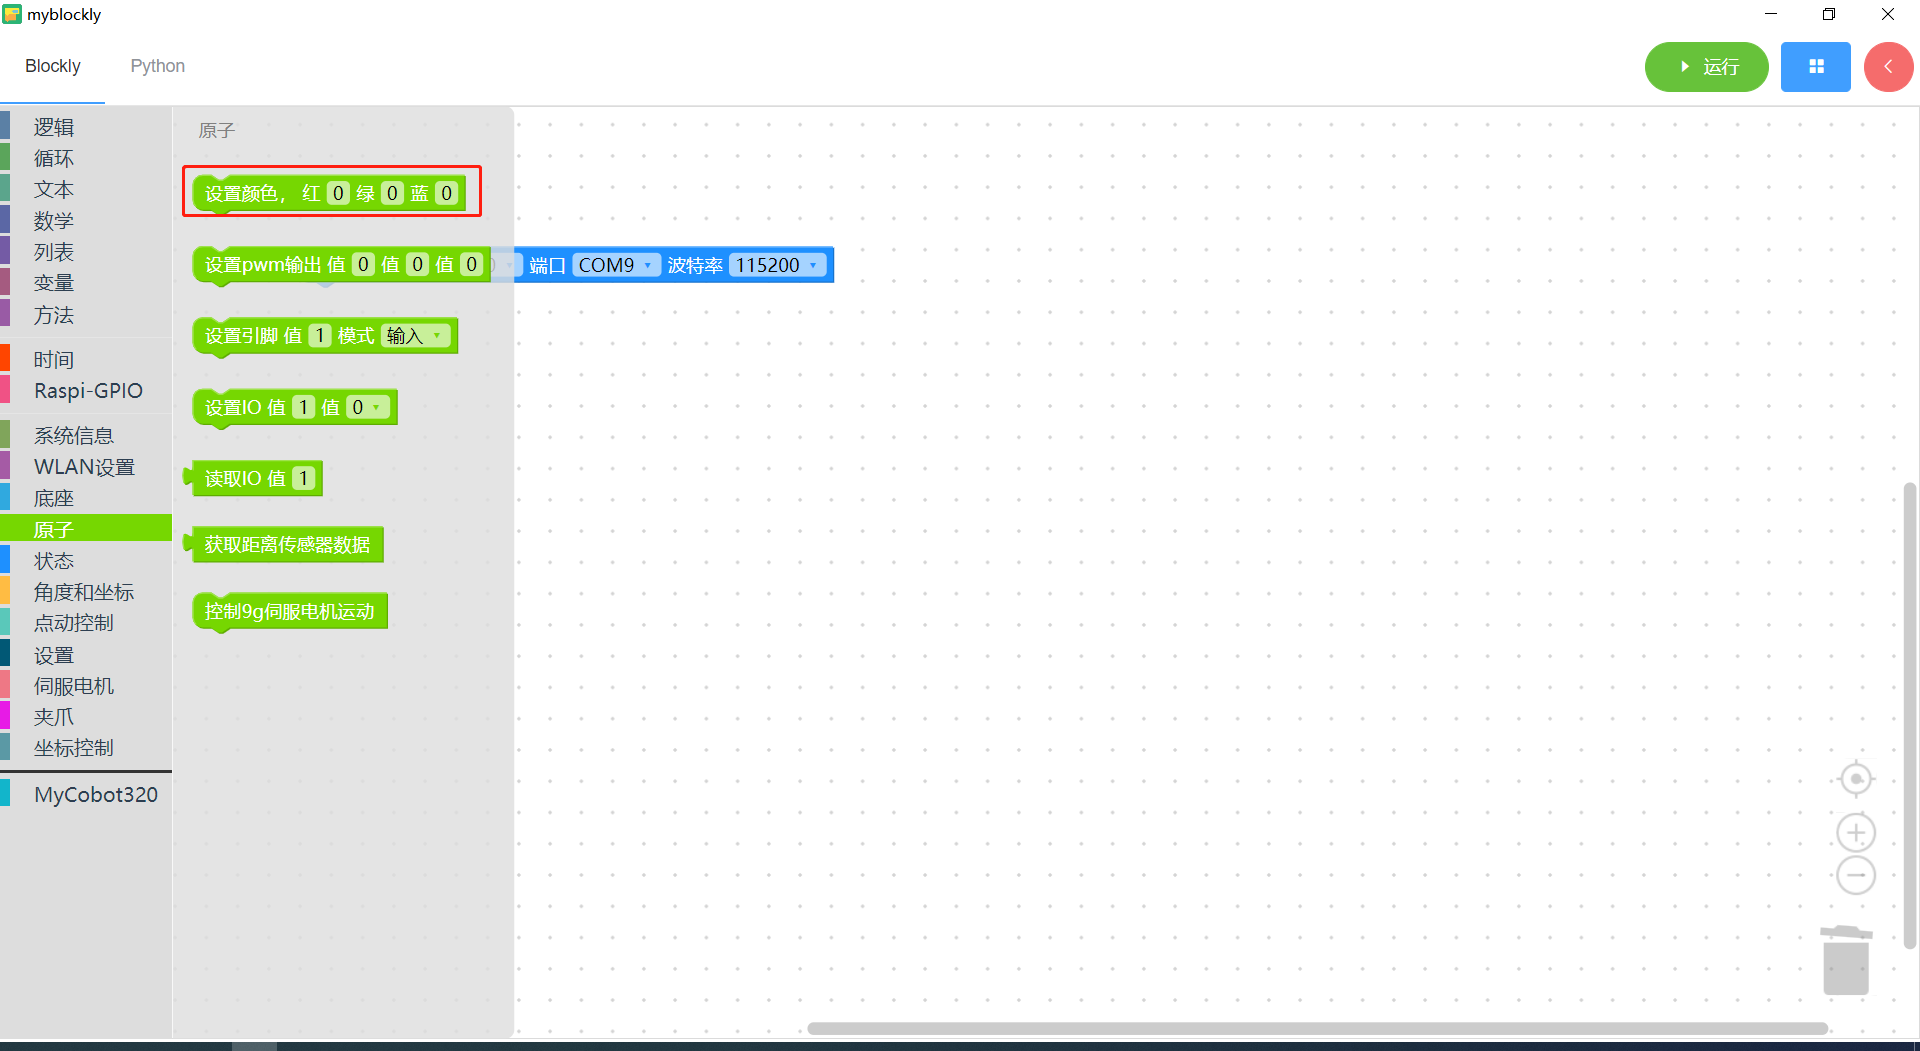 myblockly
Blockly Python
运行
逻辑
循环
文本
数学
列表
变量
方法
时间
Raspi-GPIO
系统信息
WLAN设置
底座
原子
状态
角度和坐标
点动控制
设置
伺服电机
夹爪
坐标控制
MyCobot320
原子
设置颜色， 红 0 绿 0 蓝 0
设置pwm输出 值 0 值 0 值 0
端口 COM9 波特率 115200
设置引脚 值 1 模式 输入
设置IO 值 1 值 0
读取IO 值 1
获取距离传感器数据
控制9g伺服电机运动